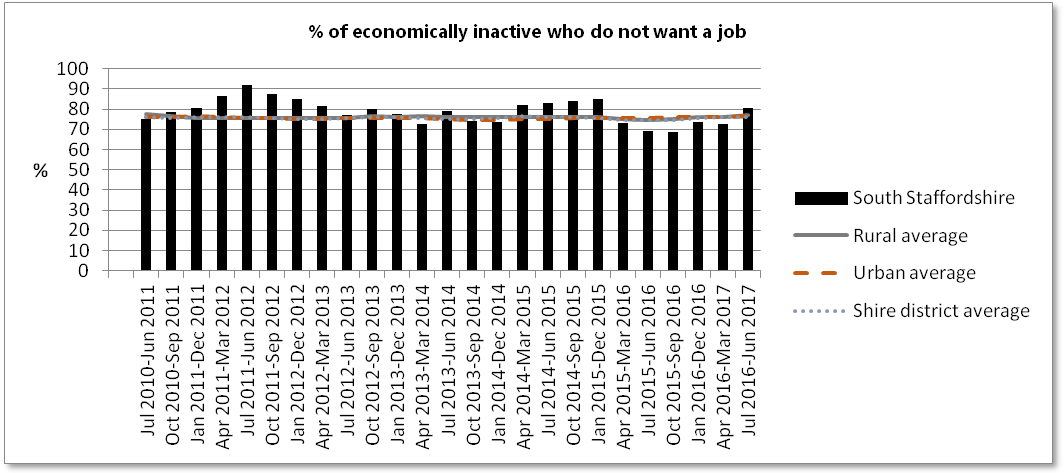 % of economically inactive who do not want a job
100
90
80
70
60
50
40
30
20
10
0
%
Jul 2010-Jun 2011
Oct 2010-Sep 2011
Jan 2011-Dec 2011
Apr 2011-Mar 2012
Jul 2011-Jun 2012
Oct 2011-Sep 2012
Jan 2012-Dec 2012
Apr 2012-Mar 2013
Jul 2012-Jun 2013
Oct 2012-Sep 2013
Jan 2013-Dec 2013
Apr 2013-Mar 2014
Jul 2013-Jun 2014
Oct 2013-Sep 2014
Jan 2014-Dec 2014
Apr 2014-Mar 2015
Jul 2014-Jun 2015
Oct 2014-Sep 2015
Jan 2015-Dec 2015
Apr 2015-Mar 2016
Jul 2015-Jun 2016
Oct 2015-Sep 2016
Jan 2016-Dec 2016
Apr 2016-Mar 2017
Jul 2016-Jun 2017
South Staffordshire
Rural average
Urban average
Shire district average